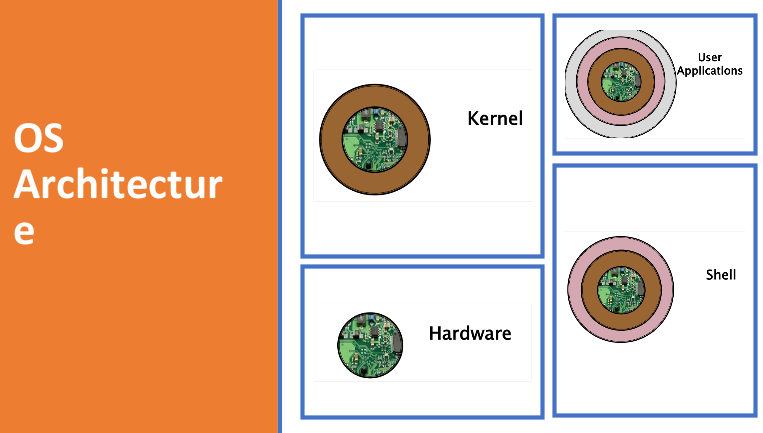 OS
Architectur
e
Kernel
User
Applications
Hardware
Shell